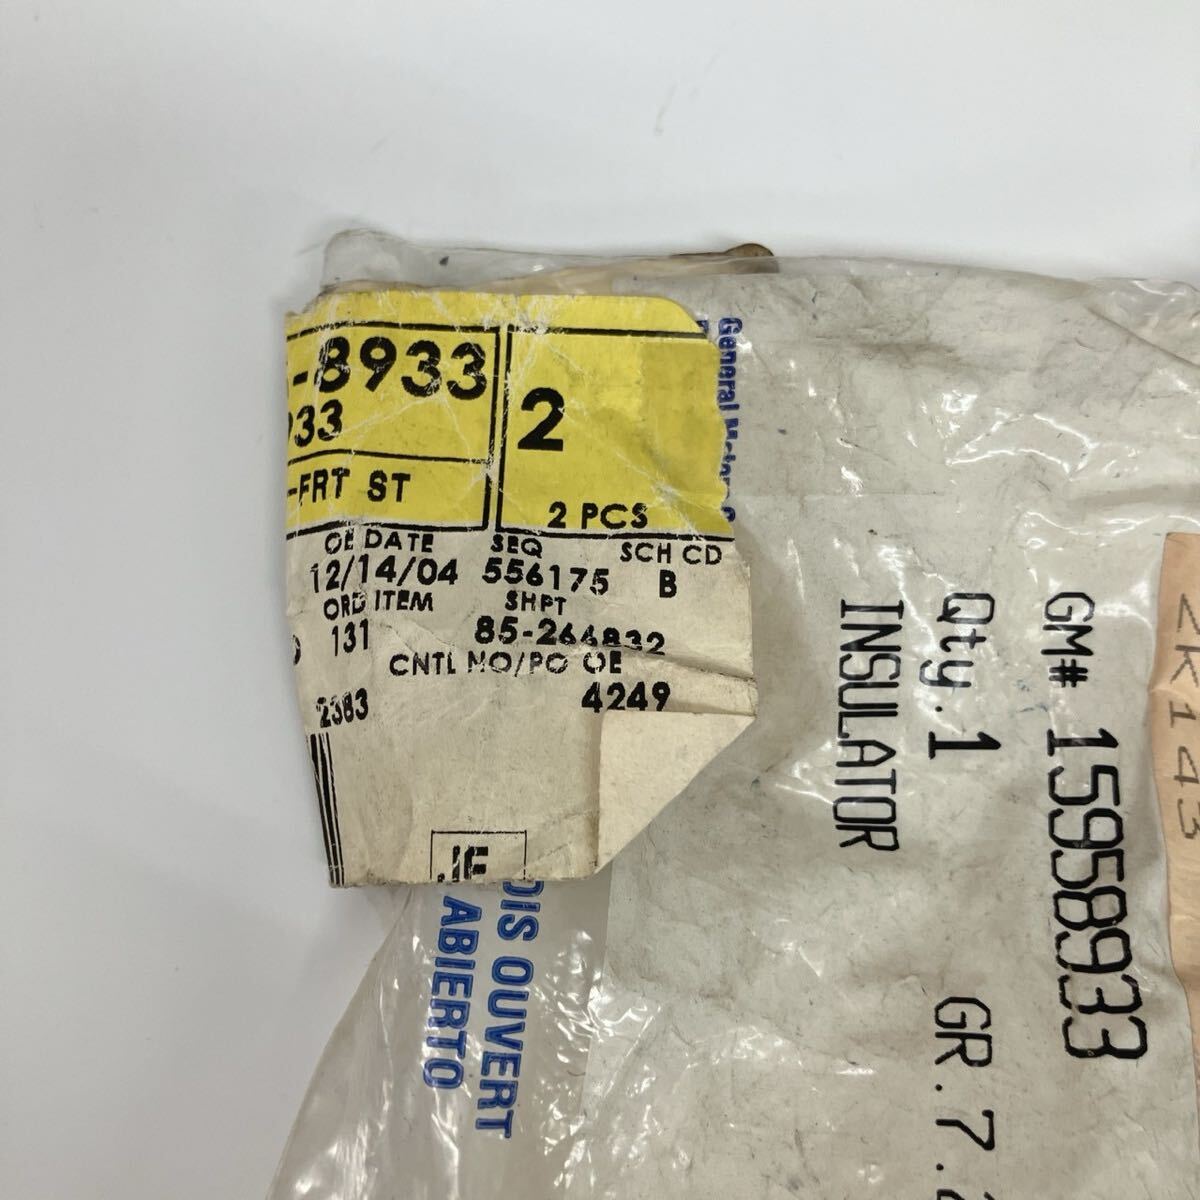 -8933
933
2
-FRT ST
2 PCS
OE DATE SEQ SCH CD
12/14/04 556175 B
ORD ITEM SHPT
131 85-264832
CNTL NO/PO OE
2383 4249
JF
General Motors
GM# 15958933
Qty.1 GR.7.2
INSULATOR
DIS OUVERT
ABIERTO
2K143